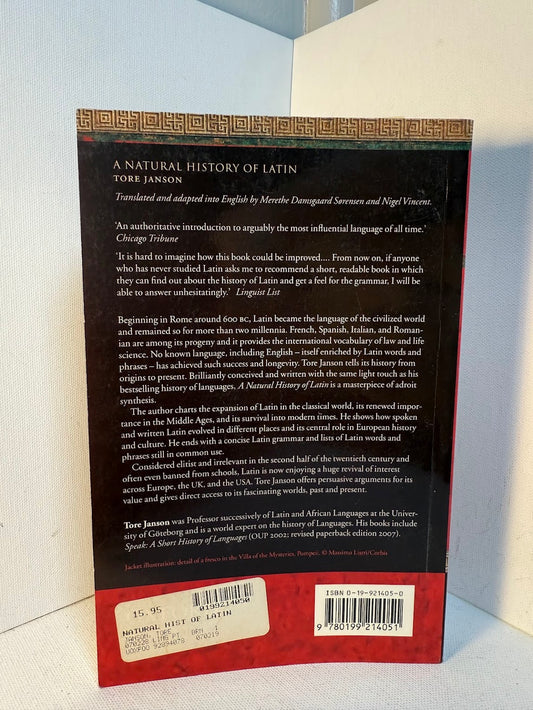 A NATURAL HISTORY OF LATIN
TORE JANSON
Translated and adapted into English by Merethe Damsgaard Sørensen and Nigel Vincent.
‘An authoritative introduction to arguably the most influential language of all time.’
Chicago Tribune
‘It is hard to imagine how this book could be improved.... From now on, if anyone
who has never studied Latin asks me to recommend a short, readable book in which
they can find out about the history of Latin and get a feel for the grammar, I will be
able to answer unhesitatingly.’ Linguist List
Beginning in Rome around 600 BC, Latin became the language of the civilized world
and remained so for more than two millennia. French, Spanish, Italian, and Roman-
ian are among its progeny and it provides the international vocabulary of law and life
science. No known language, including English – itself enriched by Latin words and
phrases – has achieved such success and longevity. Tore Janson tells its history from
origins to present. Brilliantly conceived and written with the same light touch as his
bestselling history of languages. A Natural History of Latin is a masterpiece of adroit
synthesis.
The author charts the expansion of Latin in the classical world, its renewed impor-
tance in the Middle Ages, and its survival into modern times. He shows how spoken
and written Latin evolved in different places and its central role in European history
and culture. He ends with a concise Latin grammar and lists of Latin words and
phrases still in common use.
Considered elitist and irrelevant in the second half of the twentieth century and
often even banned from schools, Latin is now enjoying a huge revival of interest
across Europe, the UK, and the USA. Tore Janson offers persuasive arguments for its
value and gives direct access to its fascinating worlds, past and present.
Tore Janson was Professor successively of Latin and African Languages at the Univer-
sity of Göteborg and is a world expert on the history of Languages. His books include
Speak: A Short History of Languages (OUP 2002; revised paperback edition 2007).
Jacket illustration: detail of a fresco in the Villa of the Mysteries, Pompeii. © Massimo Listri/Corbis
15.95
0199214050
NATURAL HIST OF LATIN
JANSON, TORE
BRN 1
070228 LING PT
070219
UOXFOO 92894078
ISBN 0-19-921405-0
9 780199 214051